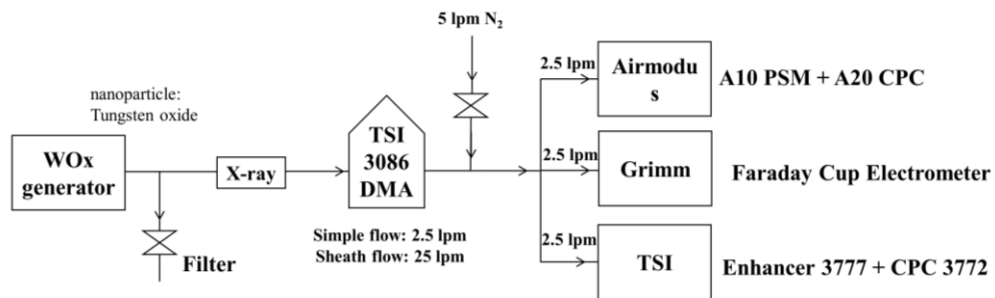 5 lpm N₂
2.5 lpm
Airmodu
s
A10 PSM + A20 CPC
nanoparticle:
Tungsten oxide
WOx
generator
X-ray
TSI
3086
DMA
2.5 lpm
Grimm
Faraday Cup Electrometer
Simple flow: 2.5 lpm
Sheath flow: 25 lpm
Filter
2.5 lpm
TSI
Enhancer 3777 + CPC 3772